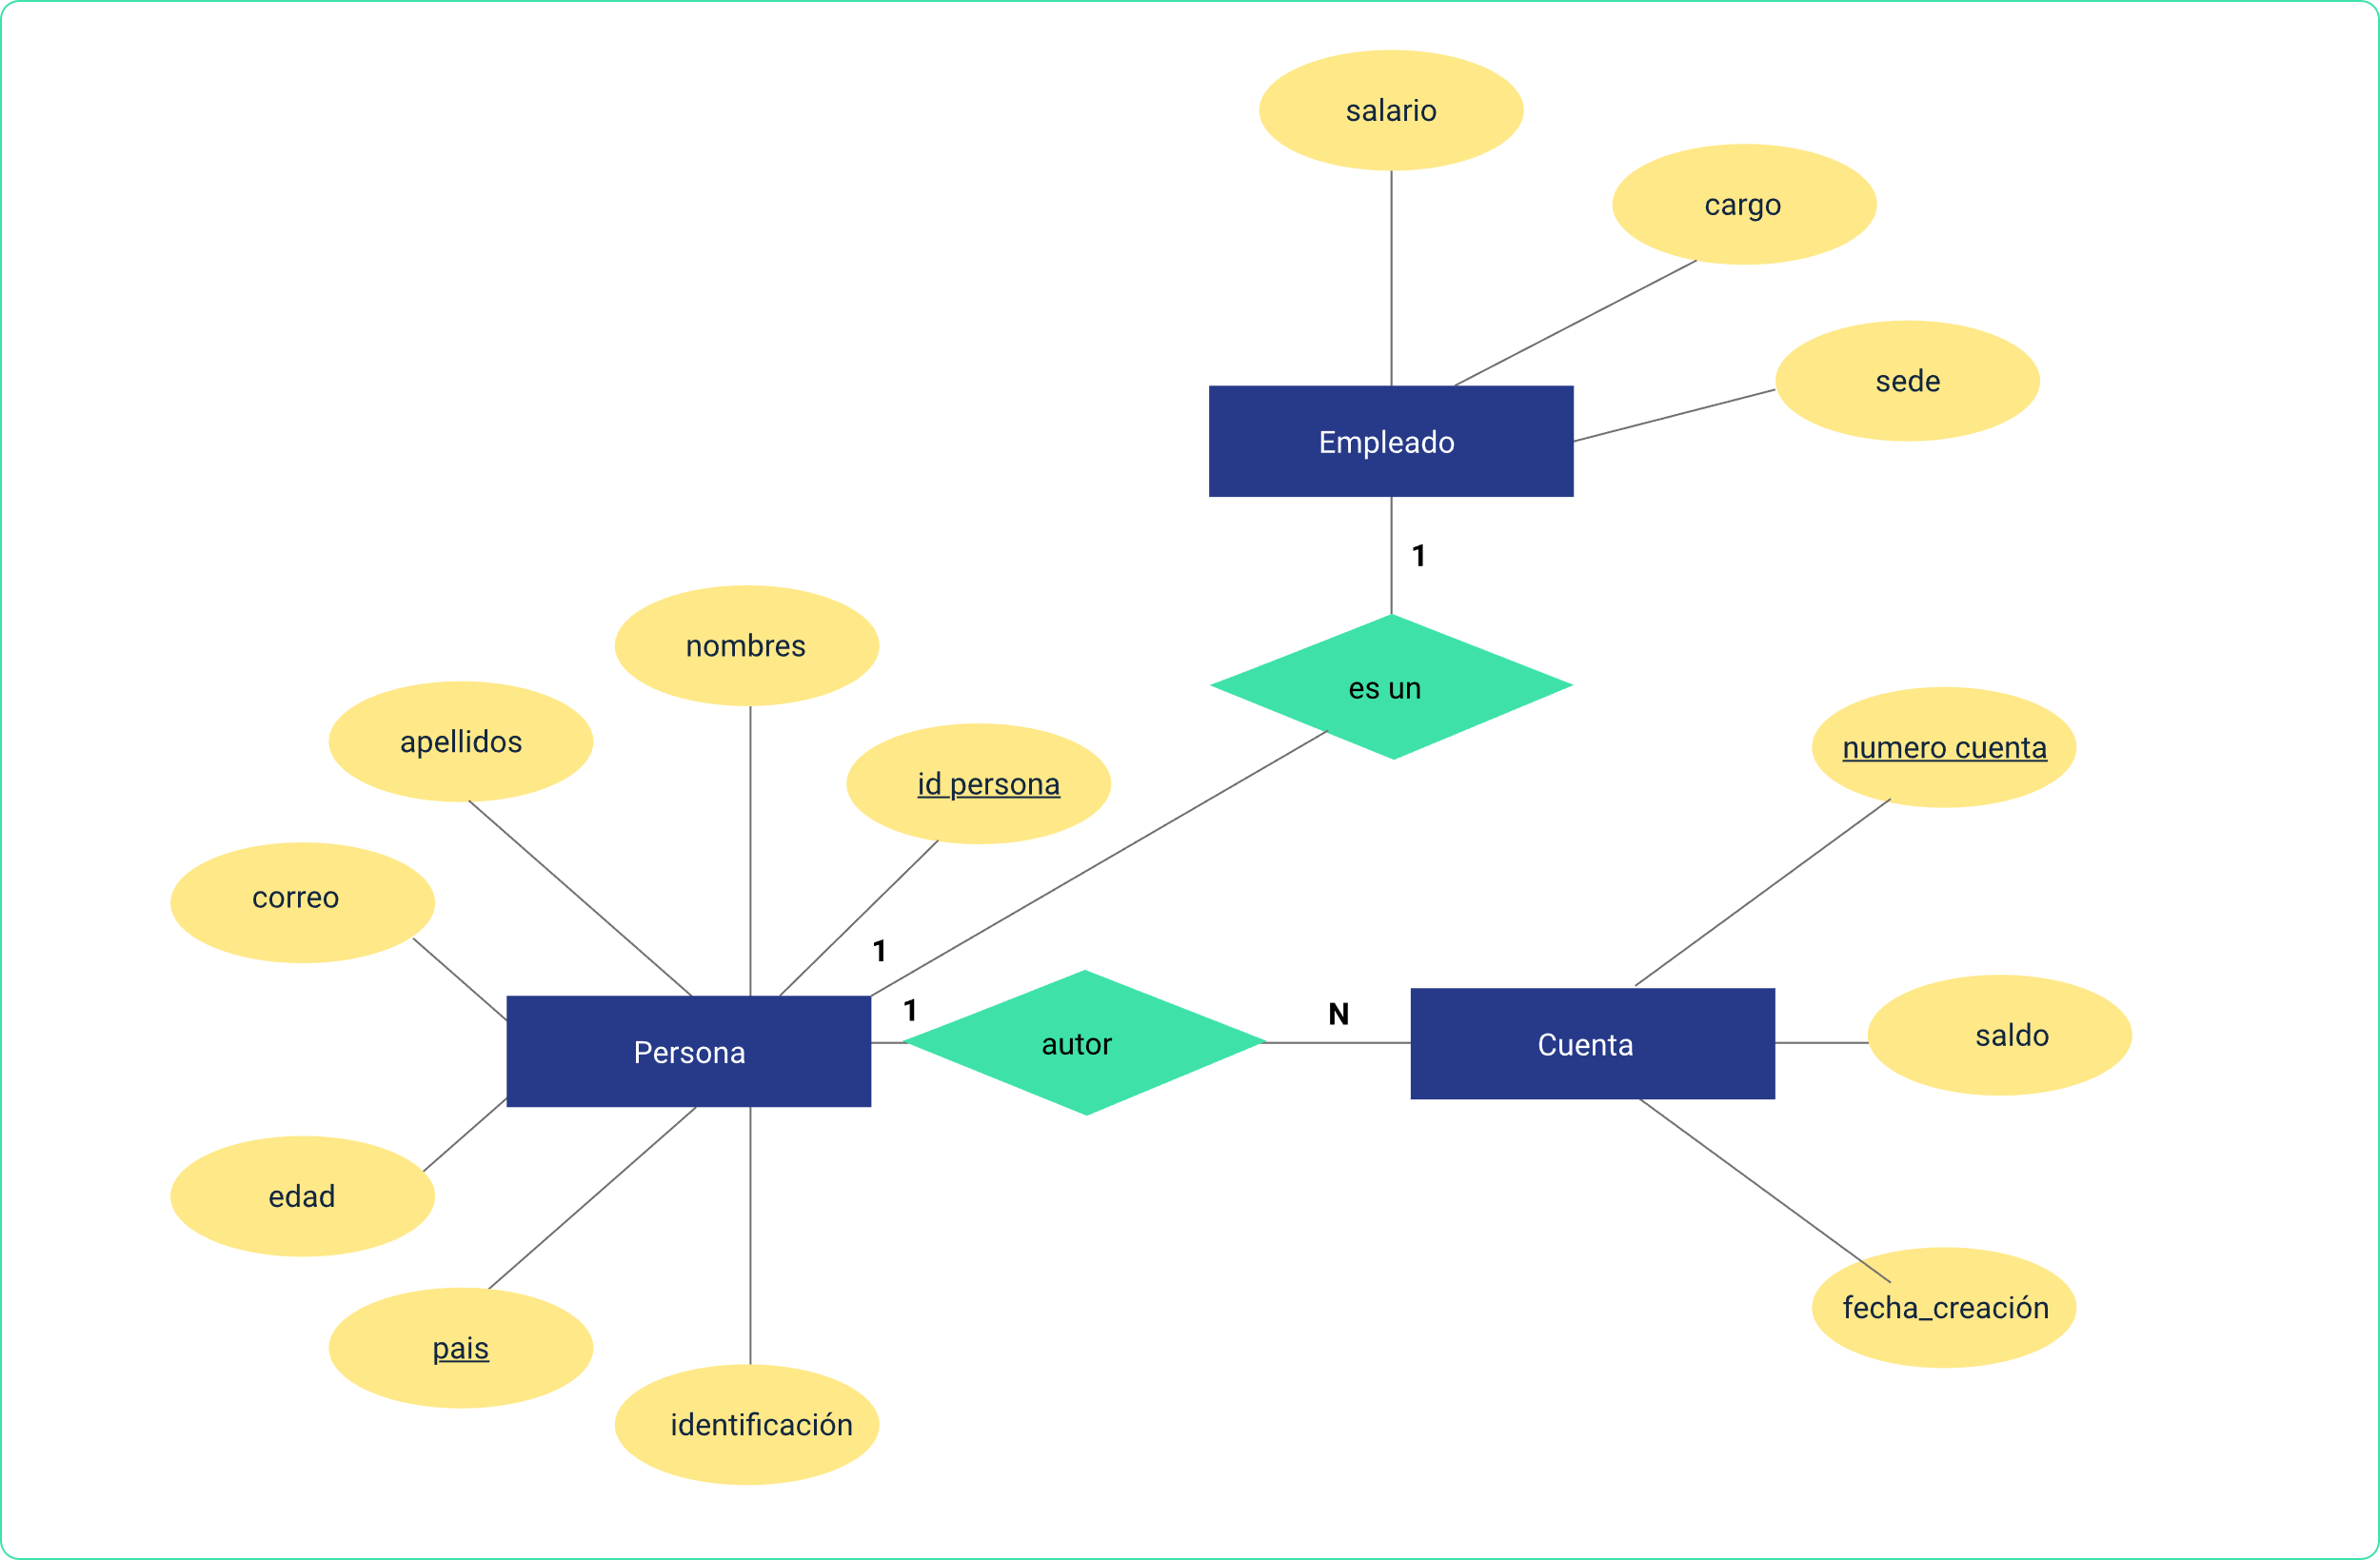 salario
cargo
sede
Empleado
1
nombres
es un
apellidos
numero cuenta
id persona
correo
1
1
N
saldo
autor
Cuenta
Persona
edad
fecha_creación
pais
identificación